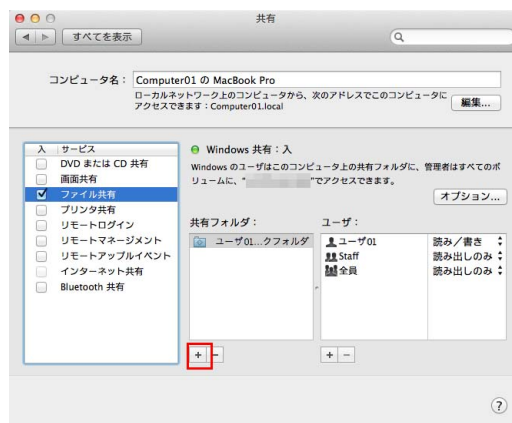 共有
すべてを表示
コンピュータ名：
Computer01 の MacBook Pro
ローカルネットワーク上のコンピュータから、次のアドレスでこのコンピュータに
アクセスできます：Computer01.local
編集...
入 サービス
DVD または CD 共有
画面共有
ファイル共有
プリンタ共有
リモートログイン
リモートマネージメント
リモートアップルイベント
インターネット共有
Bluetooth 共有
Windows 共有：入
Windows のユーザはこのコンピュータ上の共有フォルダに、管理者はすべてのボ
リュームに、“ ”でアクセスできます。
オプション...
共有フォルダ：
ユーザ01...クフォルダ
ユーザ：
ユーザ01 読み／書き
Staff 読み出しのみ
全員 読み出しのみ
+ −
+ −
?